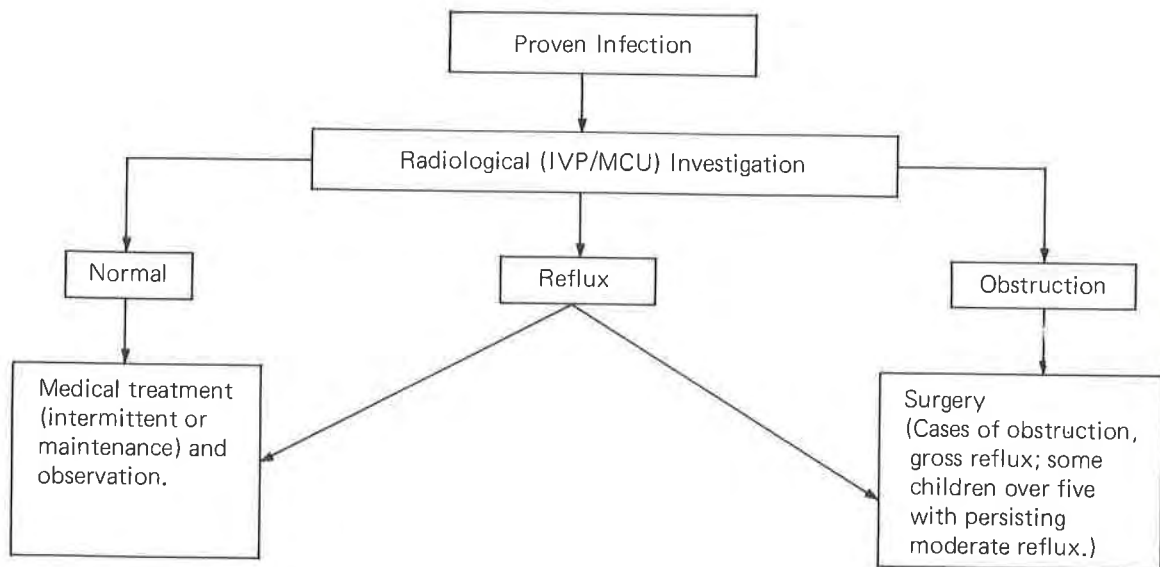 Proven Infection
Radiological (IVP/MCU) Investigation
Normal
Reflux
Obstruction
Medical treatment
(intermittent or
maintenance) and
observation.
Surgery
(Cases of obstruction,
gross reflux; some
children over five
with persisting
moderate reflux.)